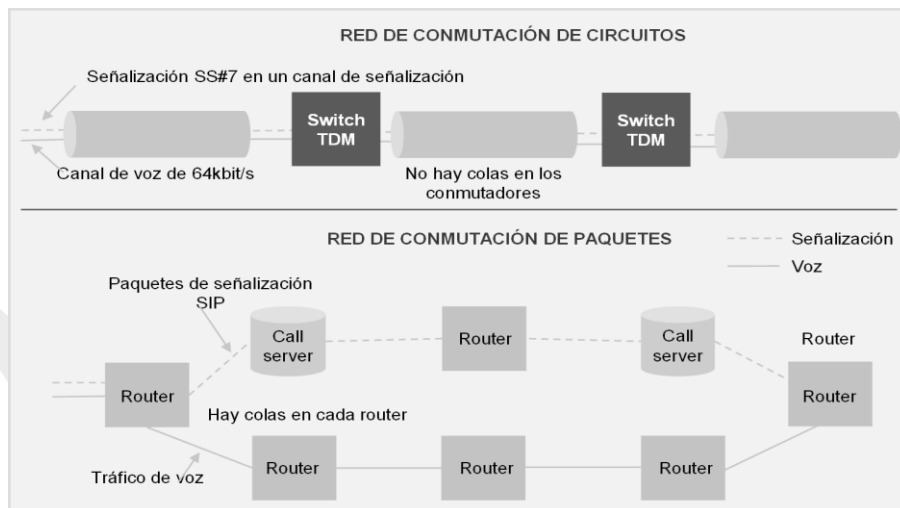 RED DE CONMUTACIÓN DE CIRCUITOS
Señalización SS#7 en un canal de señalización
Switch
TDM
Switch
TDM
Canal de voz de 64kbit/s
No hay colas en los
conmutadores
RED DE CONMUTACIÓN DE PAQUETES
Señalización
Voz
Paquetes de señalización
SIP
Call
server
Router
Call
server
Router
Router
Router
Hay colas en cada router
Tráfico de voz
Router
Router
Router